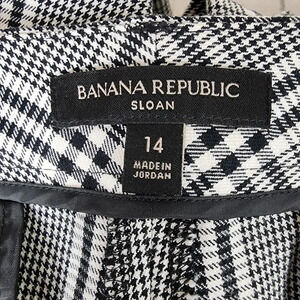 BANANA REPUBLIC
SLOAN
14
MADE IN
JORDAN